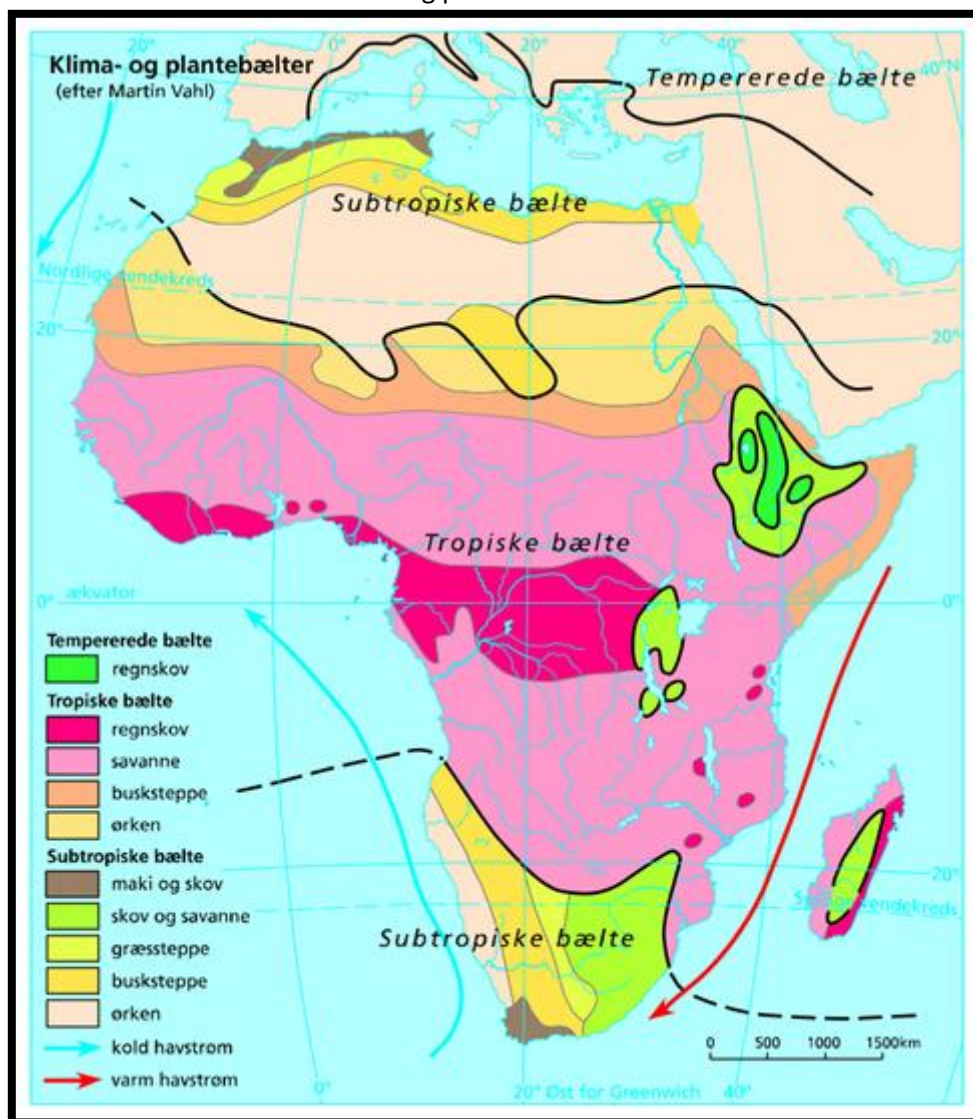 20°
0°
20°
40°
Klima- og plantebælter
(efter Martin Vahl)
Tempererede bælte
40°N
Subtropiske bælte
Nordlige vendekreds
20°
20°
Tropiske bælte
0°
ækvator
0°
Tempererede bælte
regnskov
Tropiske bælte
regnskov
savanne
busksteppe
ørken
Subtropiske bælte
maki og skov
skov og savanne
græssteppe
busksteppe
ørken
kold havstrøm
varm havstrøm
20°
vendekreds
Subtropiske bælte
0 500 1000 1500km
0°
20° Øst for Greenwich 40°